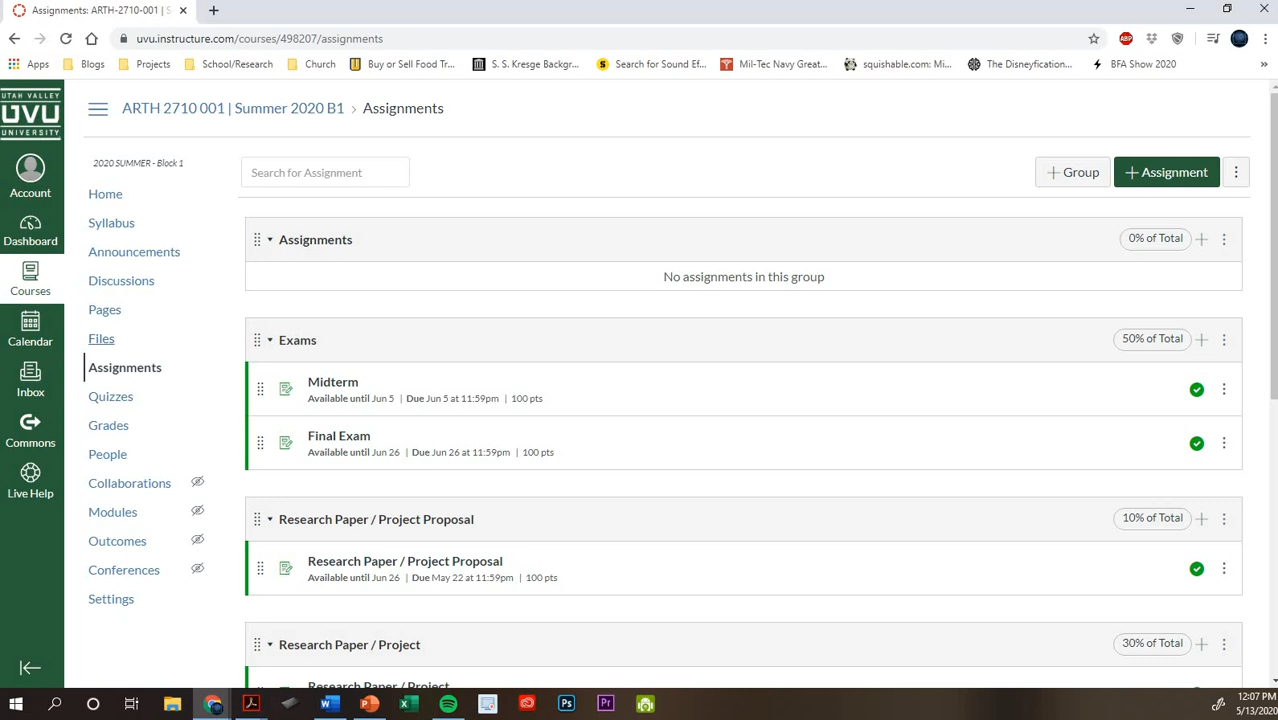 Assignments: ARTH-2710-001 | S
uvu.instructure.com/courses/498207/assignments
ABP
Apps
Blogs
Projects
School/Research
Church
Buy or Sell Food Tr...
S. S. Kresge Backgr...
S
Search for Sound Ef...
Mil-Tec Navy Great...
squishable.com: Mi...
The Disneyfication...
BFA Show 2020
»
UTAH VALLEY
UVU
UNIVERSITY
Account
Dashboard
Courses
Calendar
Inbox
Commons
Live Help
ARTH 2710 001 | Summer 2020 B1 › Assignments
2020 SUMMER - Block 1
Home
Syllabus
Announcements
Discussions
Pages
Files
Assignments
Quizzes
Grades
People
Collaborations
Modules
Outcomes
Conferences
Settings
Search for Assignment
+ Group
+ Assignment
Assignments
0% of Total
No assignments in this group
Exams
50% of Total
Midterm
Available until Jun 5 | Due Jun 5 at 11:59pm | 100 pts
Final Exam
Available until Jun 26 | Due Jun 26 at 11:59pm | 100 pts
Research Paper / Project Proposal
10% of Total
Research Paper / Project Proposal
Available until Jun 26 | Due May 22 at 11:59pm | 100 pts
Research Paper / Project
30% of Total
Research Paper / Project
Ps
Pr
12:07 PM
5/13/2020